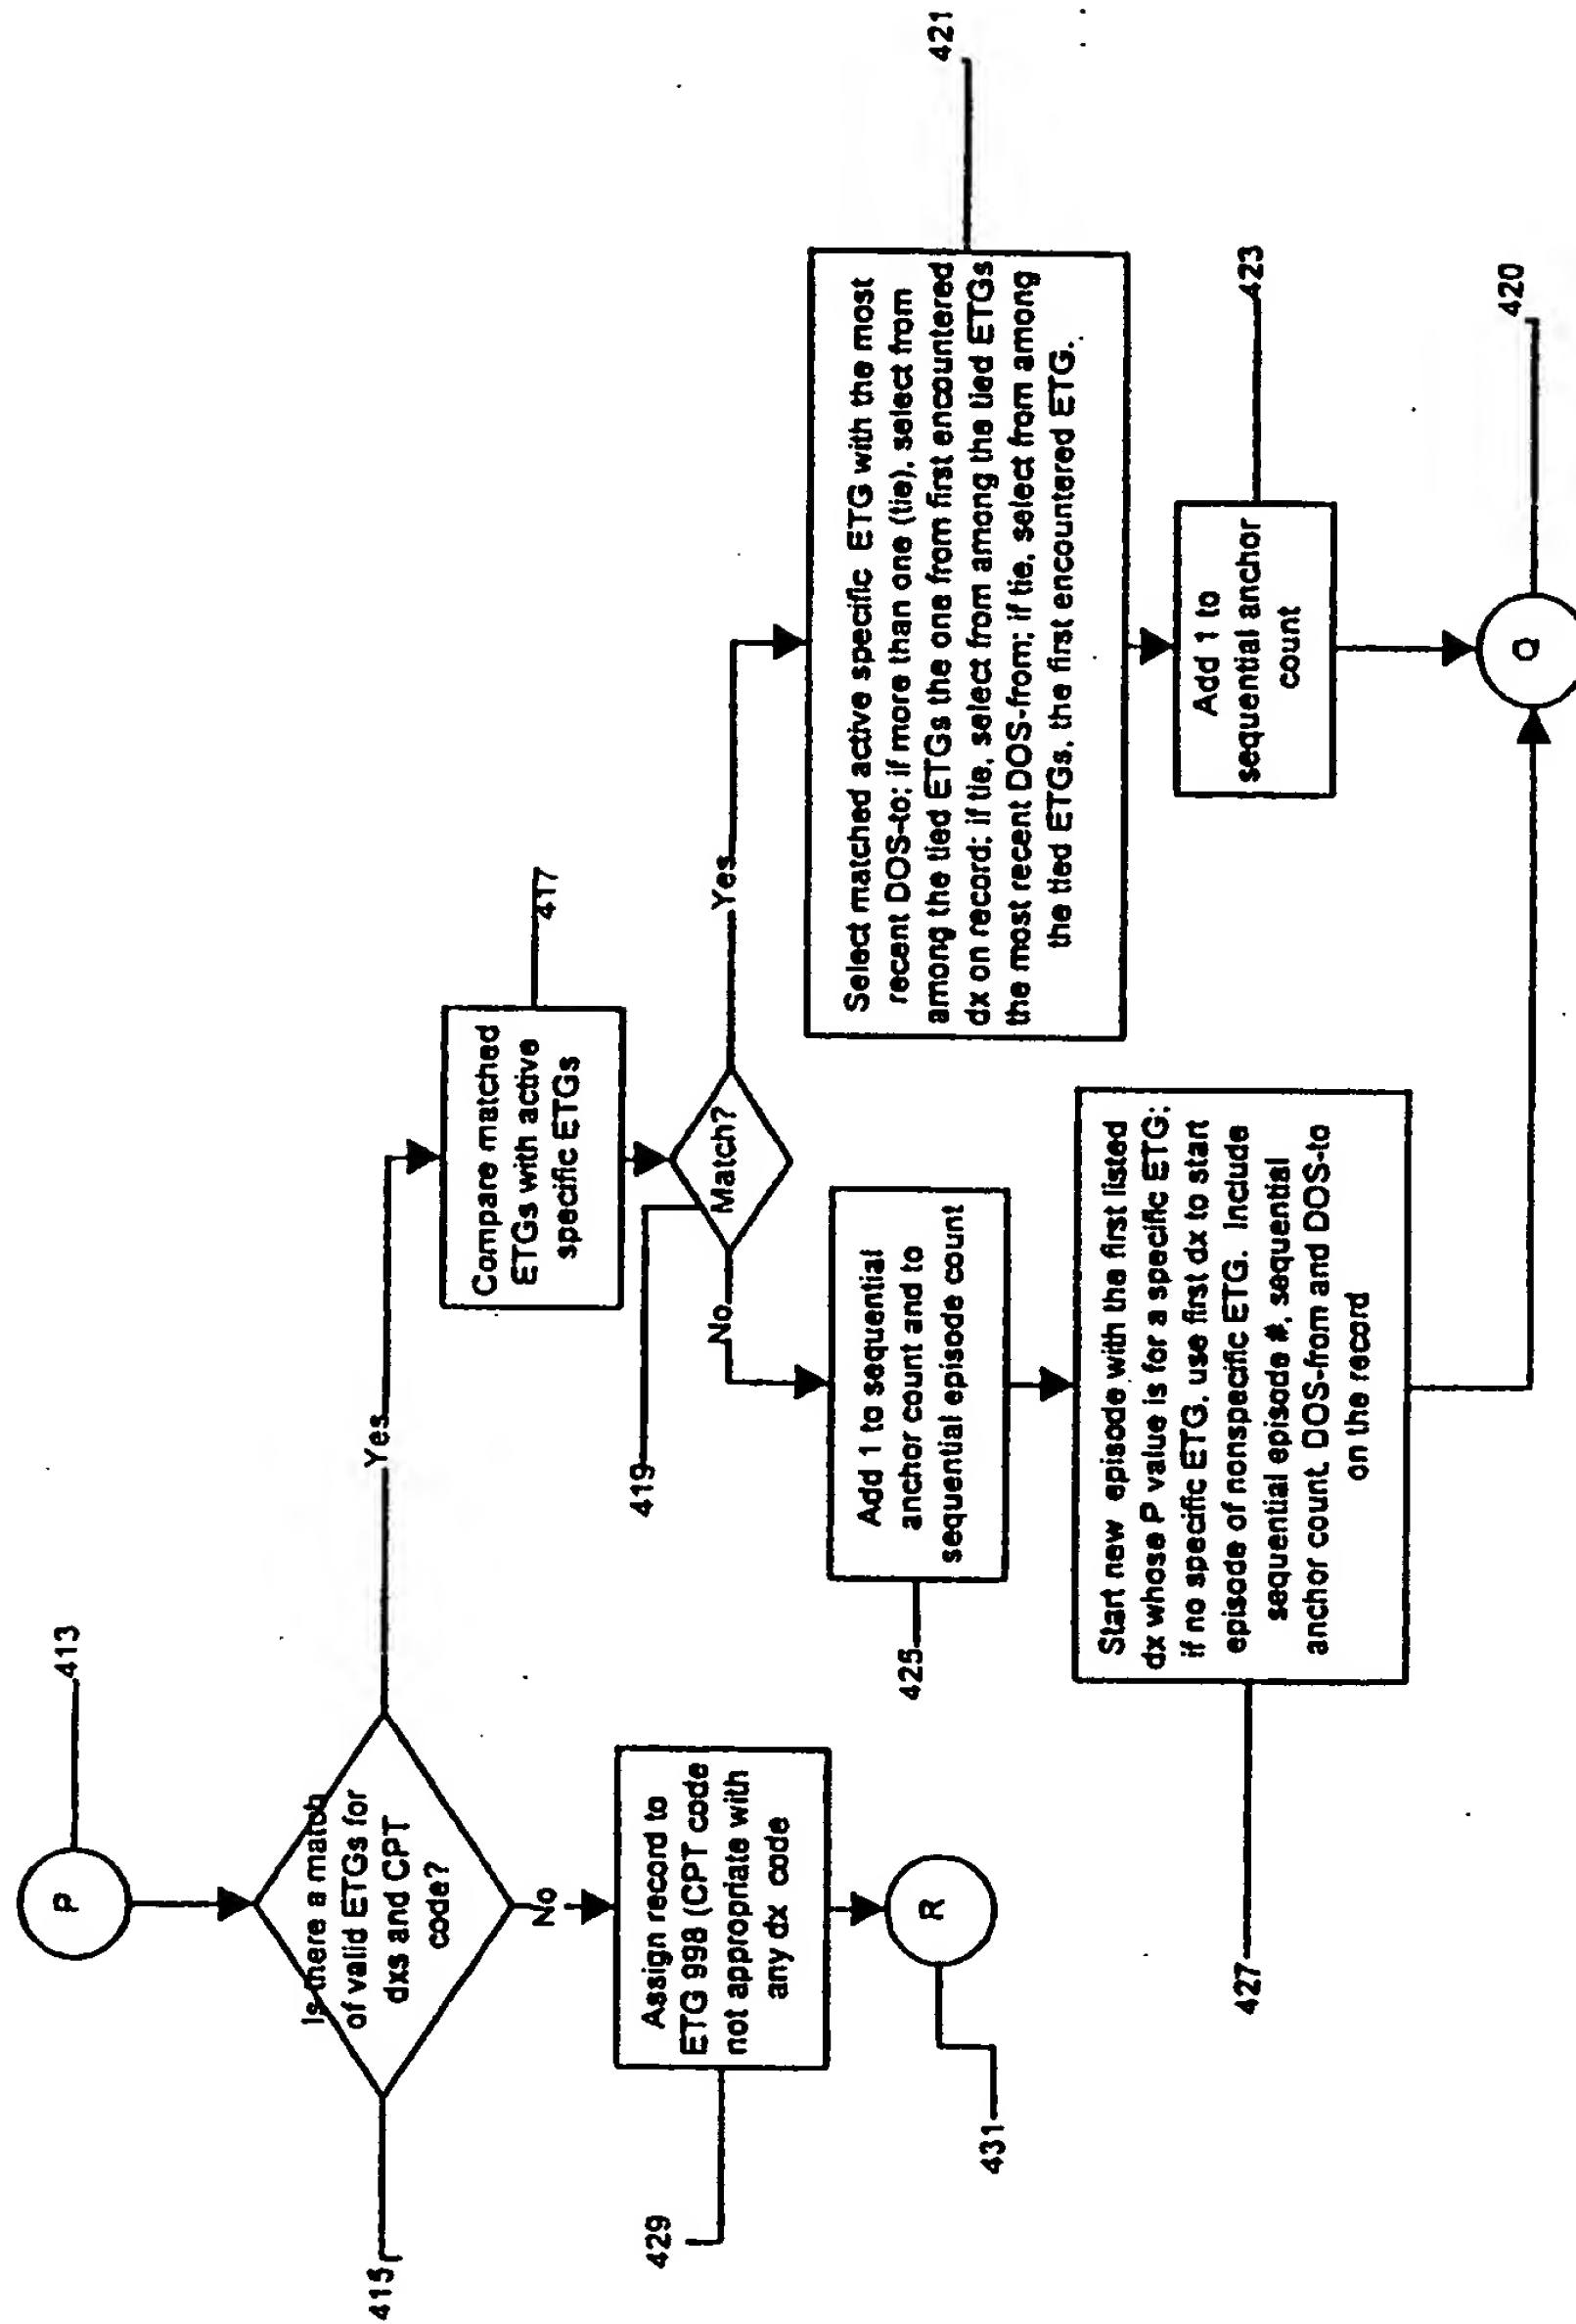 P
413
Is there a match
of valid ETGs for
dxs and CPT
code?
415
Yes
No
Assign record to
ETG 998 (CPT code
not appropriate with
any dx code
429
R
431
Compare matched
ETGs with active
specific ETGs
417
Match?
419
Yes
No
Select matched active specific ETG with the most
recent DOS-to; if more than one (tie), select from
among the tied ETGs the one from first encountered
dx on record; if tie, select from among the tied ETGs
the most recent DOS-from; if tie, select from among
the tied ETGs, the first encountered ETG.
421
Add 1 to
sequential anchor
count
423
Add 1 to sequential
anchor count and to
sequential episode count
425
Start new episode with the first listed
dx whose P value is for a specific ETG;
if no specific ETG, use first dx to start
episode of nonspecific ETG. Include
sequential episode #, sequential
anchor count, DOS-from and DOS-to
on the record
427
Q
420